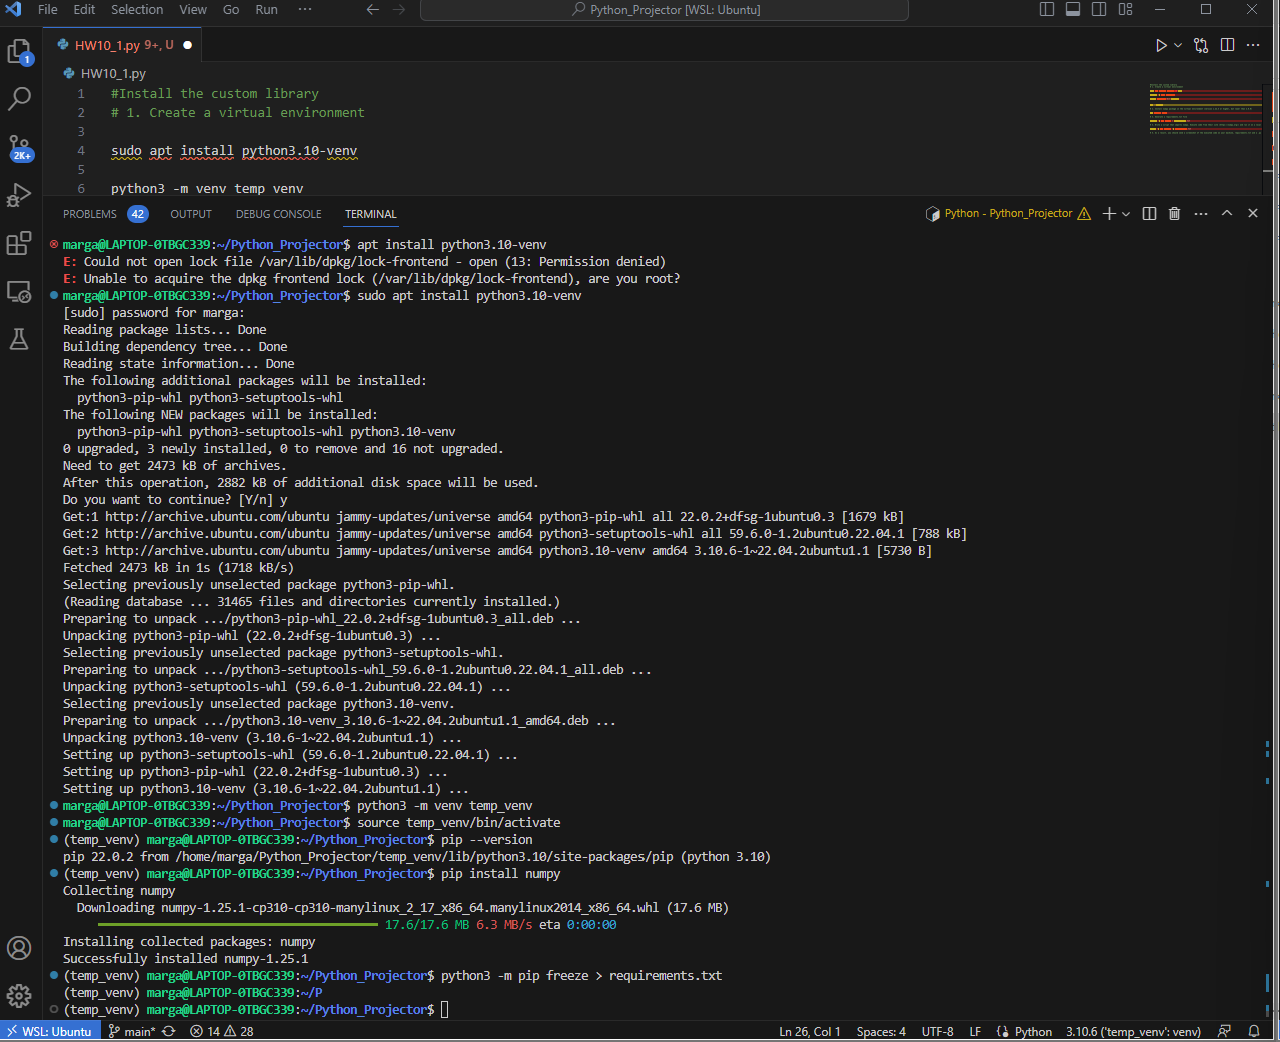 File Edit Selection View Go Run ··· Python_Projector [WSL: Ubuntu]
HW10_1.py 9+, U
HW10_1.py
1 #Install the custom library
2 # 1. Create a virtual environment
3
4 sudo apt install python3.10-venv
5
6 python3 -m venv temp_venv
1
2K+
PROBLEMS 42 OUTPUT DEBUG CONSOLE TERMINAL Python - Python_Projector
marga@LAPTOP-0TBGC339:~/Python_Projector$ apt install python3.10-venv
E: Could not open lock file /var/lib/dpkg/lock-frontend - open (13: Permission denied)
E: Unable to acquire the dpkg frontend lock (/var/lib/dpkg/lock-frontend), are you root?
marga@LAPTOP-0TBGC339:~/Python_Projector$ sudo apt install python3.10-venv
[sudo] password for marga:
Reading package lists... Done
Building dependency tree... Done
Reading state information... Done
The following additional packages will be installed:
  python3-pip-whl python3-setuptools-whl
The following NEW packages will be installed:
  python3-pip-whl python3-setuptools-whl python3.10-venv
0 upgraded, 3 newly installed, 0 to remove and 16 not upgraded.
Need to get 2473 kB of archives.
After this operation, 2882 kB of additional disk space will be used.
Do you want to continue? [Y/n] y
Get:1 http://archive.ubuntu.com/ubuntu jammy-updates/universe amd64 python3-pip-whl all 22.0.2+dfsg-1ubuntu0.3 [1679 kB]
Get:2 http://archive.ubuntu.com/ubuntu jammy-updates/universe amd64 python3-setuptools-whl all 59.6.0-1.2ubuntu0.22.04.1 [788 kB]
Get:3 http://archive.ubuntu.com/ubuntu jammy-updates/universe amd64 python3.10-venv amd64 3.10.6-1~22.04.2ubuntu1.1 [5730 B]
Fetched 2473 kB in 1s (1718 kB/s)
Selecting previously unselected package python3-pip-whl.
(Reading database ... 31465 files and directories currently installed.)
Preparing to unpack .../python3-pip-whl_22.0.2+dfsg-1ubuntu0.3_all.deb ...
Unpacking python3-pip-whl (22.0.2+dfsg-1ubuntu0.3) ...
Selecting previously unselected package python3-setuptools-whl.
Preparing to unpack .../python3-setuptools-whl_59.6.0-1.2ubuntu0.22.04.1_all.deb ...
Unpacking python3-setuptools-whl (59.6.0-1.2ubuntu0.22.04.1) ...
Selecting previously unselected package python3.10-venv.
Preparing to unpack .../python3.10-venv_3.10.6-1~22.04.2ubuntu1.1_amd64.deb ...
Unpacking python3.10-venv (3.10.6-1~22.04.2ubuntu1.1) ...
Setting up python3-setuptools-whl (59.6.0-1.2ubuntu0.22.04.1) ...
Setting up python3-pip-whl (22.0.2+dfsg-1ubuntu0.3) ...
Setting up python3.10-venv (3.10.6-1~22.04.2ubuntu1.1) ...
marga@LAPTOP-0TBGC339:~/Python_Projector$ python3 -m venv temp_venv
marga@LAPTOP-0TBGC339:~/Python_Projector$ source temp_venv/bin/activate
(temp_venv) marga@LAPTOP-0TBGC339:~/Python_Projector$ pip --version
pip 22.0.2 from /home/marga/Python_Projector/temp_venv/lib/python3.10/site-packages/pip (python 3.10)
(temp_venv) marga@LAPTOP-0TBGC339:~/Python_Projector$ pip install numpy
Collecting numpy
  Downloading numpy-1.25.1-cp310-cp310-manylinux_2_17_x86_64.manylinux2014_x86_64.whl (17.6 MB)
17.6/17.6 MB 6.3 MB/s eta 0:00:00
Installing collected packages: numpy
Successfully installed numpy-1.25.1
(temp_venv) marga@LAPTOP-0TBGC339:~/Python_Projector$ python3 -m pip freeze > requirements.txt
(temp_venv) marga@LAPTOP-0TBGC339:~/P
(temp_venv) marga@LAPTOP-0TBGC339:~/Python_Projector$
WSL: Ubuntu main* 14 28 Ln 26, Col 1 Spaces: 4 UTF-8 LF Python 3.10.6 ('temp_venv': venv)